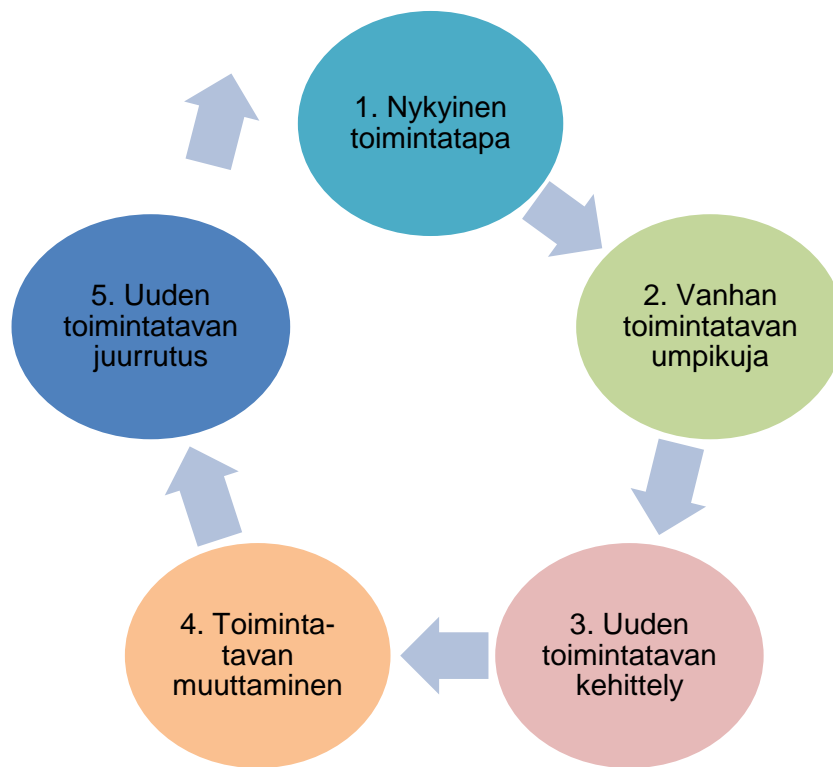 1. Nykyinen
toimintatapa
2. Vanhan
toimintatavan
umpikuja
3. Uuden
toimintatavan
kehittely
4. Toiminta-
tavan
muuttaminen
5. Uuden
toimintatavan
juurrutus